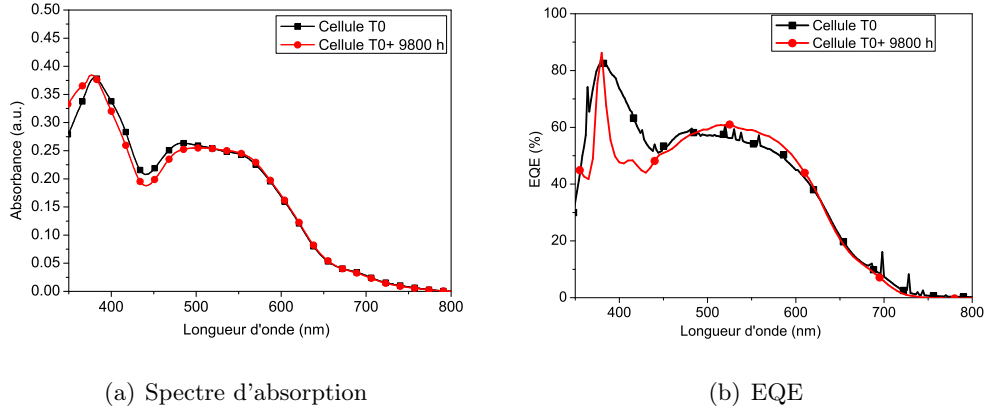 0.50
0.45
0.40
0.35
0.30
0.25
0.20
0.15
0.10
0.05
0.00
Absorbance (a.u.)
Cellule T0
Cellule T0+ 9800 h
400
500
600
700
800
Longueur d'onde (nm)
(a) Spectre d'absorption
100
80
60
40
20
0
EQE (%)
Cellule T0
Cellule T0+ 9800 h
400
500
600
700
800
Longueur d'onde (nm)
(b) EQE